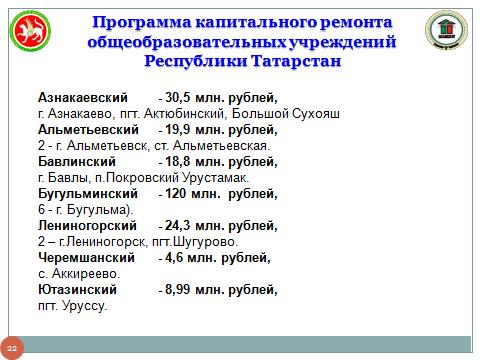 Программа капитального ремонта
общеобразовательных учреждений
Республики Татарстан
Азнакаевский - 30,5 млн. рублей,
г. Азнакаево, пгт. Актюбинский, Большой Сухояш
Альметьевский - 19,9 млн. рублей,
2 - г. Альметьевск, ст. Альметьевская.
Бавлинский - 18,8 млн. рублей,
г. Бавлы, п.Покровский Урустамак.
Бугульминский - 120 млн. рублей,
6 - г. Бугульма).
Лениногорский - 24,3 млн. рублей,
2 – г.Лениногорск, пгт.Шугурово.
Черемшанский - 4,6 млн. рублей,
с. Аккиреево.
Ютазинский - 8,99 млн. рублей,
пгт. Уруссу.
22